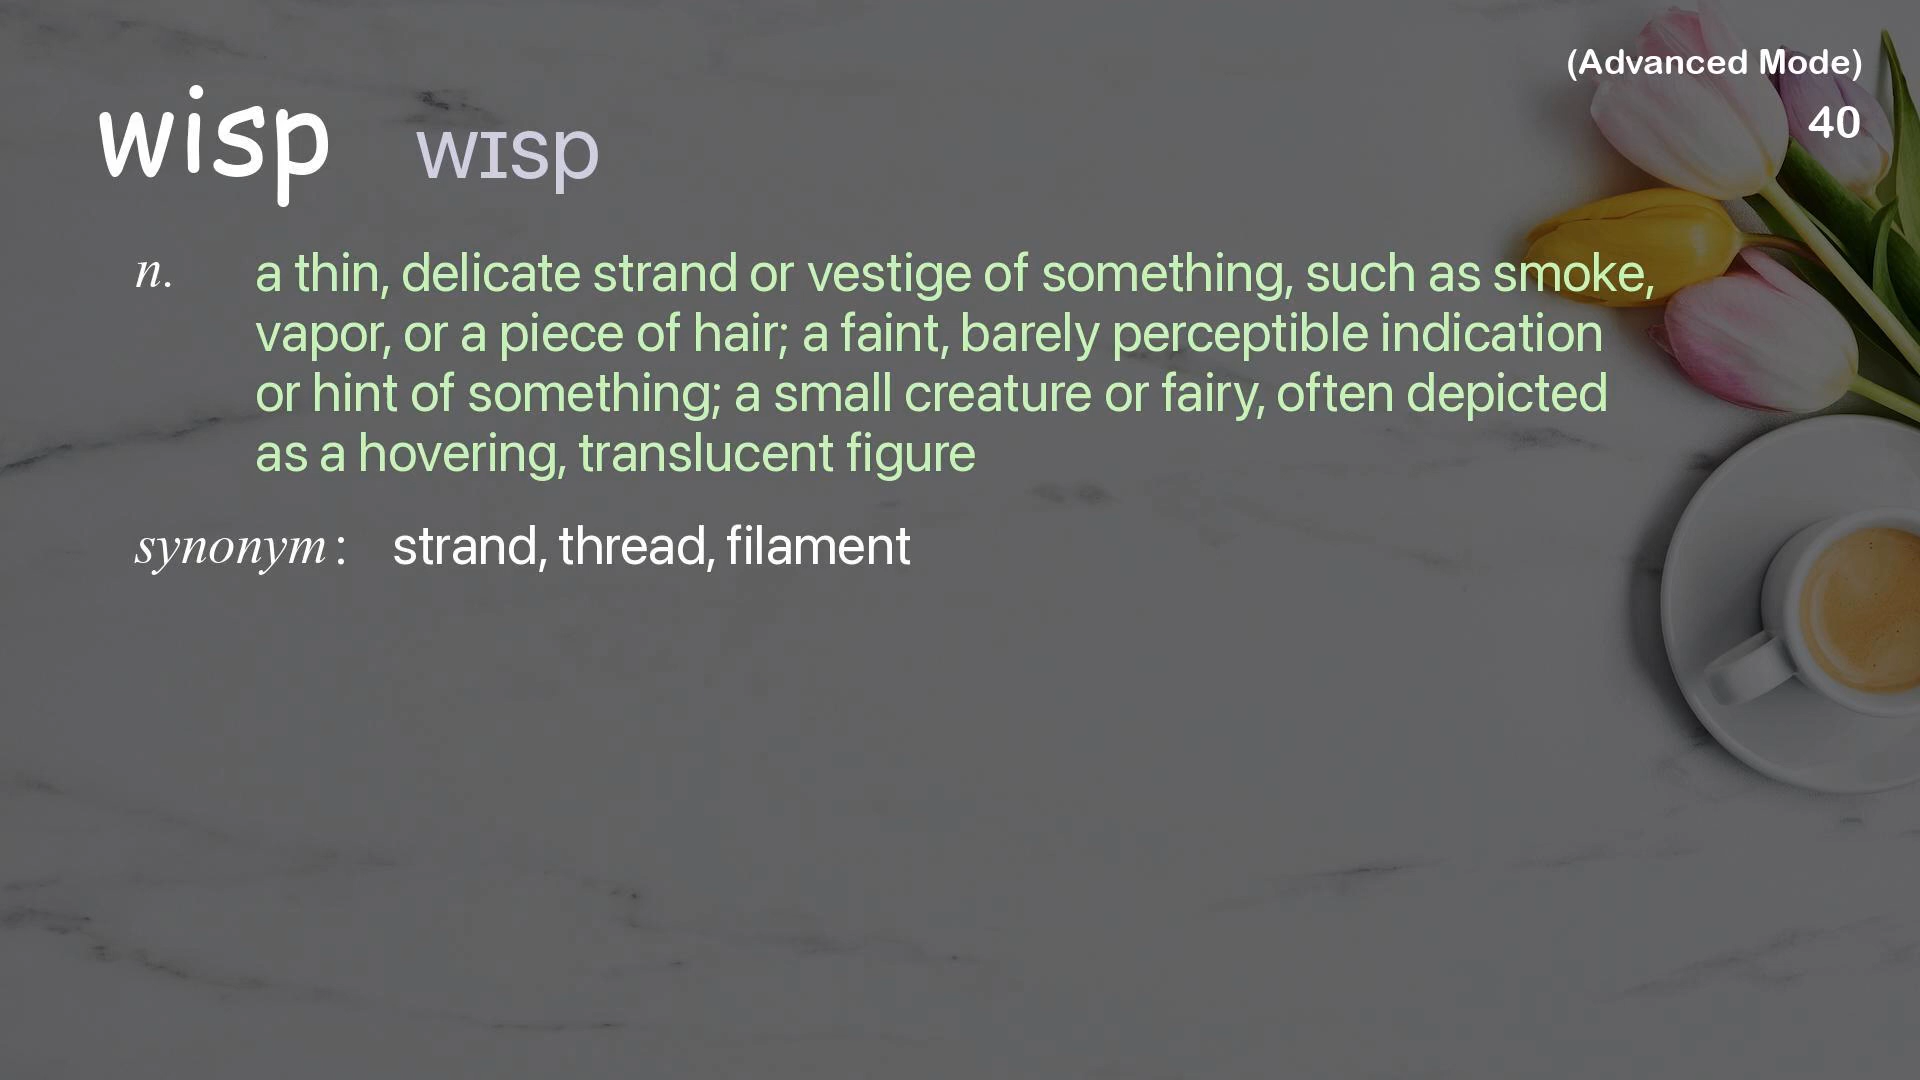 (Advanced Mode)
40
wisp wɪsp
n. a thin, delicate strand or vestige of something, such as smoke,
vapor, or a piece of hair; a faint, barely perceptible indication
or hint of something; a small creature or fairy, often depicted
as a hovering, translucent figure
synonym: strand, thread, filament